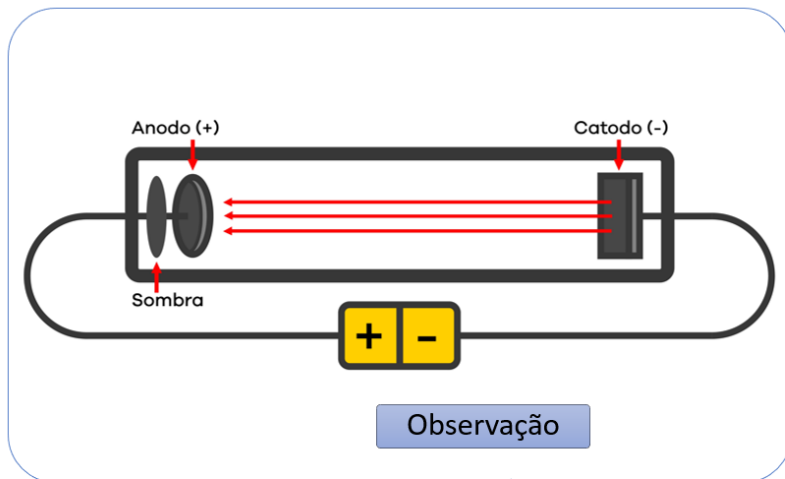 Anodo (+)
Catodo (-)
Sombra
+ -
Observação